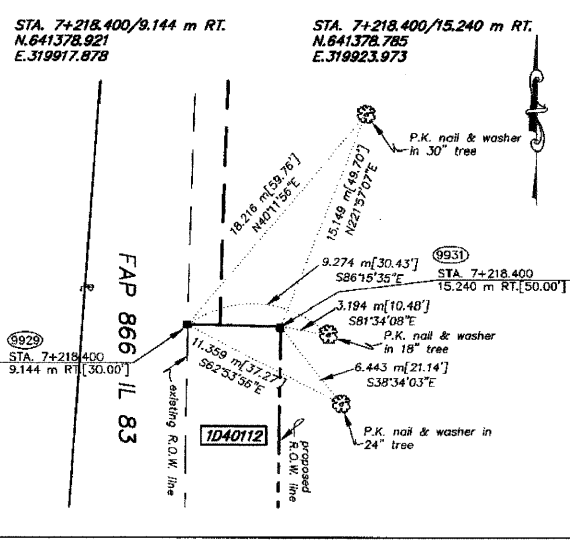 STA. 7+218.400/9.144 m RT.
N.641378.921
E.319917.878
STA. 7+218.400/15.240 m RT.
N.641378.785
E.319923.973
P.K. nail & washer
in 30" tree
18.216 m[59.76']
N40°11'56"E
15.149 m[49.70']
N221°57'07"E
9.274 m[30.43']
S86°15'35"E
9931
STA. 7+218.400
15.240 m RT.[50.00']
3.194 m[10.48']
S81°34'08"E
P.K. nail & washer
in 18" tree
9929
STA. 7+218.400
9.144 m RT[30.00']
11.359 m[37.27']
S62°53'56"E
6.443 m[21.14']
S38°34'03"E
FAP 866 IL 83
existing
R.O.W. line
1D40112
proposed
R.O.W. line
P.K. nail & washer in
24" tree